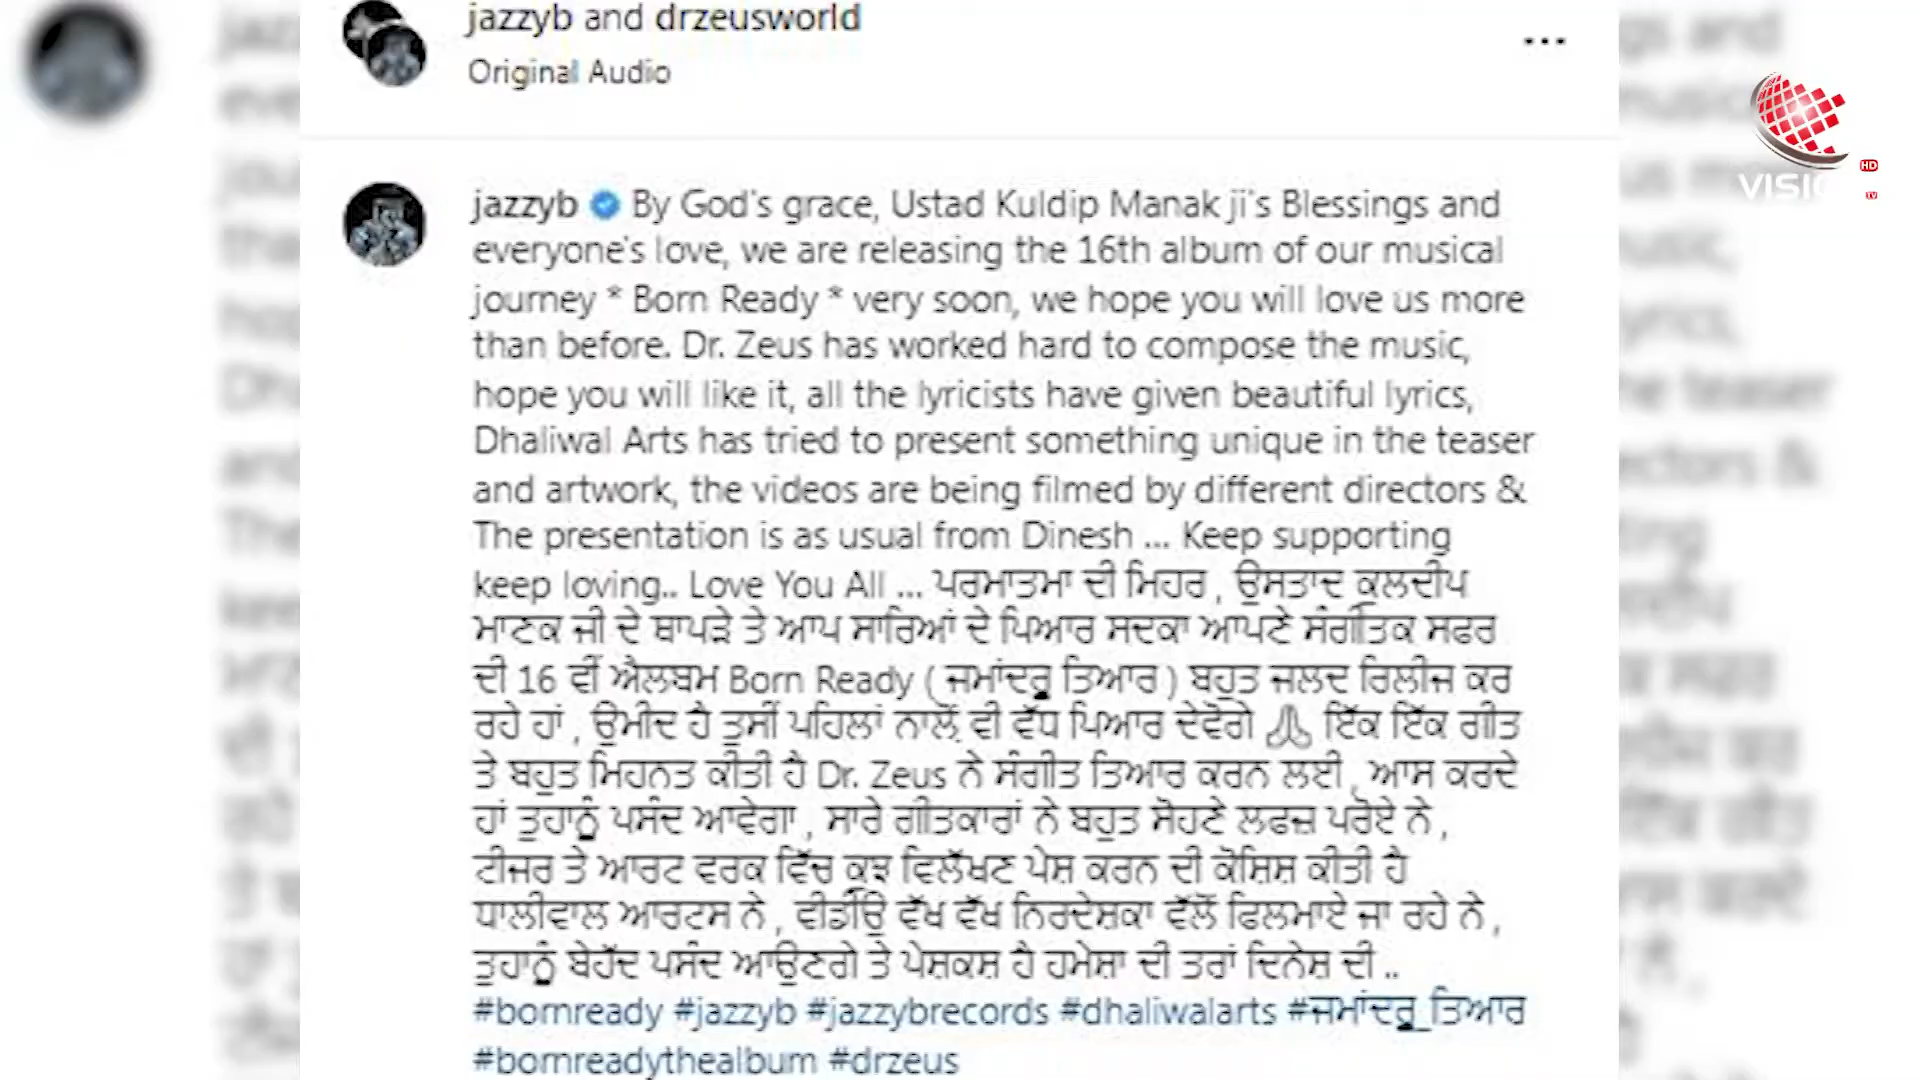 jazzyb and drzeusworld
Original Audio
jazzyb By God's grace, Ustad Kuldip Manak ji's Blessings and
everyone's love, we are releasing the 16th album of our musical
journey * Born Ready * very soon, we hope you will love us more
than before. Dr. Zeus has worked hard to compose the music,
hope you will like it, all the lyricists have given beautiful lyrics,
Dhaliwal Arts has tried to present something unique in the teaser
and artwork, the videos are being filmed by different directors &
The presentation is as usual from Dinesh ... Keep supporting
keep loving.. Love You All ... ਪਰਮਾਤਮਾ ਦੀ ਮਿਹਰ , ਉਸਤਾਦ ਕੁਲਦੀਪ
ਮਾਣਕ ਜੀ ਦੇ ਥਾਪੜੇ ਤੇ ਆਪ ਸਾਰਿਆਂ ਦੇ ਪਿਆਰ ਸਦਕਾ ਆਪਣੇ ਸੰਗੀਤਿਕ ਸਫਰ
ਦੀ 16 ਵੀਂ ਐਲਬਮ Born Ready ( ਜਮਾਂਦਰੂ ਤਿਆਰ ) ਬਹੁਤ ਜਲਦ ਰਿਲੀਜ ਕਰ
ਰਹੇ ਹਾਂ , ਉਮੀਦ ਹੈ ਤੁਸੀਂ ਪਹਿਲਾਂ ਨਾਲੋਂ ਵੀ ਵੱਧ ਪਿਆਰ ਦੇਵੋਗੇ 🙏 ਇੱਕ ਇੱਕ ਗੀਤ
ਤੇ ਬਹੁਤ ਮਿਹਨਤ ਕੀਤੀ ਹੈ Dr. Zeus ਨੇ ਸੰਗੀਤ ਤਿਆਰ ਕਰਨ ਲਈ , ਆਸ ਕਰਦੇ
ਹਾਂ ਤੁਹਾਨੂੰ ਪਸੰਦ ਆਵੇਗਾ , ਸਾਰੇ ਗੀਤਕਾਰਾਂ ਨੇ ਬਹੁਤ ਸੋਹਣੇ ਲਫਜ਼ ਪਰੋਏ ਨੇ ,
ਟੀਜਰ ਤੇ ਆਰਟ ਵਰਕ ਵਿੱਚ ਕੁਝ ਵਿਲੱਖਣ ਪੇਸ਼ ਕਰਨ ਦੀ ਕੋਸ਼ਿਸ਼ ਕੀਤੀ ਹੈ
ਧਾਲੀਵਾਲ ਆਰਟਸ ਨੇ , ਵੀਡੀਉ ਵੱਖ ਵੱਖ ਨਿਰਦੇਸ਼ਕਾ ਵੱਲੋਂ ਫਿਲਮਾਏ ਜਾ ਰਹੇ ਨੇ ,
ਤੁਹਾਨੂੰ ਬੇਹੱਦ ਪਸੰਦ ਆਉਣਗੇ ਤੇ ਪੇਸ਼ਕਸ਼ ਹੈ ਹਮੇਸ਼ਾ ਦੀ ਤਰਾਂ ਦਿਨੇਸ਼ ਦੀ ..
#bornready #jazzyb #jazzybrecords #dhaliwalarts #ਜਮਾਂਦਰੂ_ਤਿਆਰ
#bornreadythealbum #drzeus
HD
TV